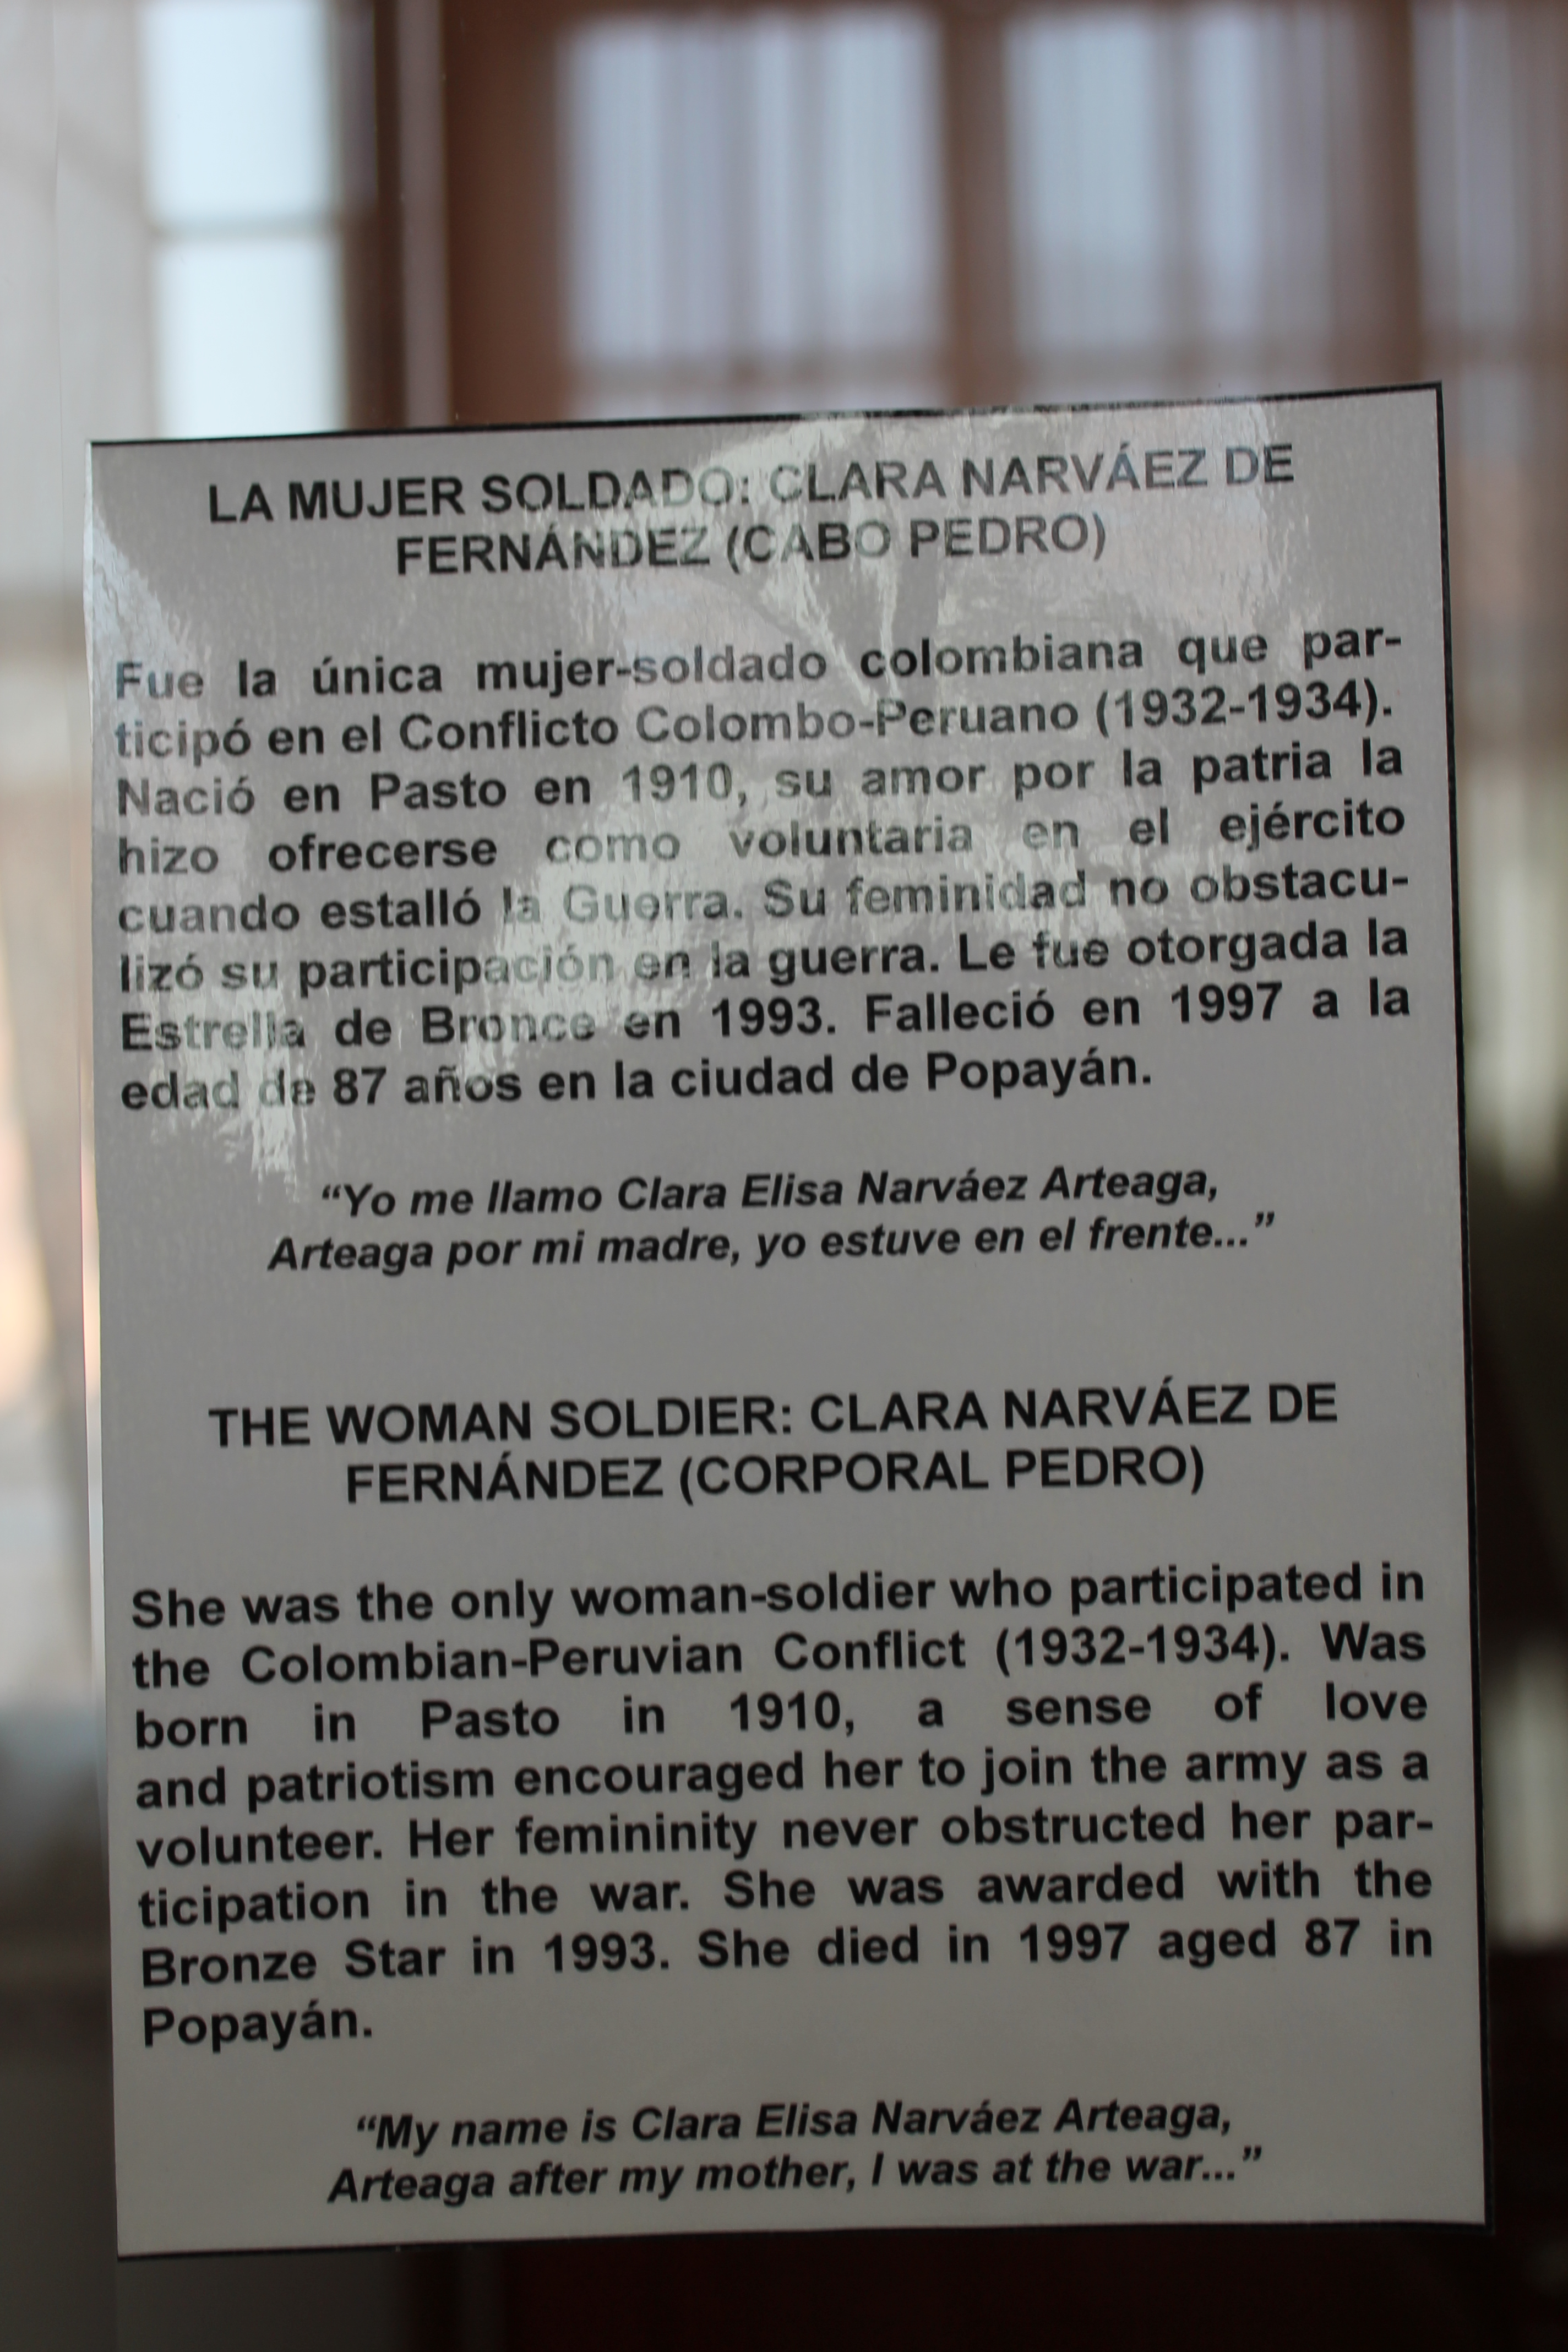 LA MUJER SOLDADO: CLARA NARVÁEZ DE
FERNÁNDEZ (CABO PEDRO)
Fue la única mujer-soldado colombiana que par-
ticipó en el Conflicto Colombo-Peruano (1932-1934).
Nació en Pasto en 1910, su amor por la patria la
hizo ofrecerse como voluntaria en el ejército
cuando estalló la Guerra. Su feminidad no obstacu-
lizó su participación en la guerra. Le fue otorgada la
Estrella de Bronce en 1993. Falleció en 1997 a la
edad de 87 años en la ciudad de Popayán.
“Yo me llamo Clara Elisa Narváez Arteaga,
Arteaga por mi madre, yo estuve en el frente...”
THE WOMAN SOLDIER: CLARA NARVÁEZ DE
FERNÁNDEZ (CORPORAL PEDRO)
She was the only woman-soldier who participated in
the Colombian-Peruvian Conflict (1932-1934). Was
born in Pasto in 1910, a sense of love
and patriotism encouraged her to join the army as a
volunteer. Her femininity never obstructed her par-
ticipation in the war. She was awarded with the
Bronze Star in 1993. She died in 1997 aged 87 in
Popayán.
“My name is Clara Elisa Narváez Arteaga,
Arteaga after my mother, I was at the war...”